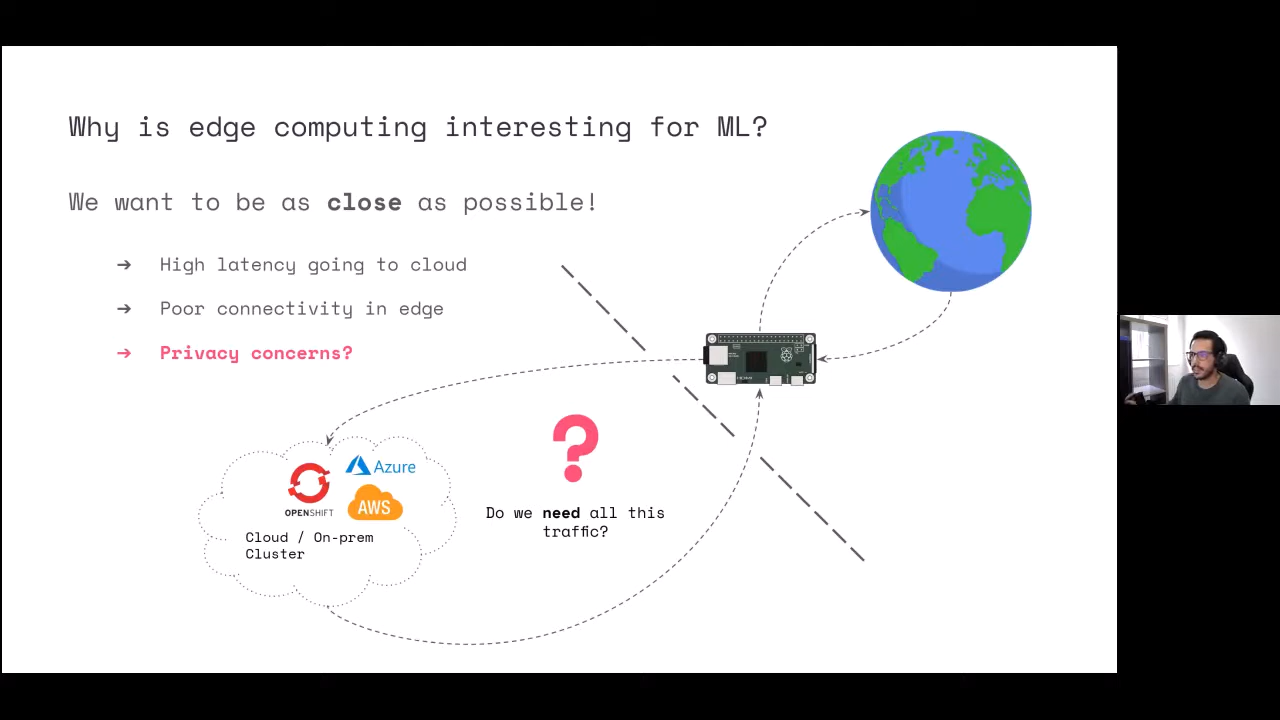 Why is edge computing interesting for ML?
We want to be as close as possible!
➔ High latency going to cloud
➔ Poor connectivity in edge
➔ Privacy concerns?
?
Azure
OPENSHIFT
AWS
Cloud / On-prem
Cluster
Do we need all this
traffic?